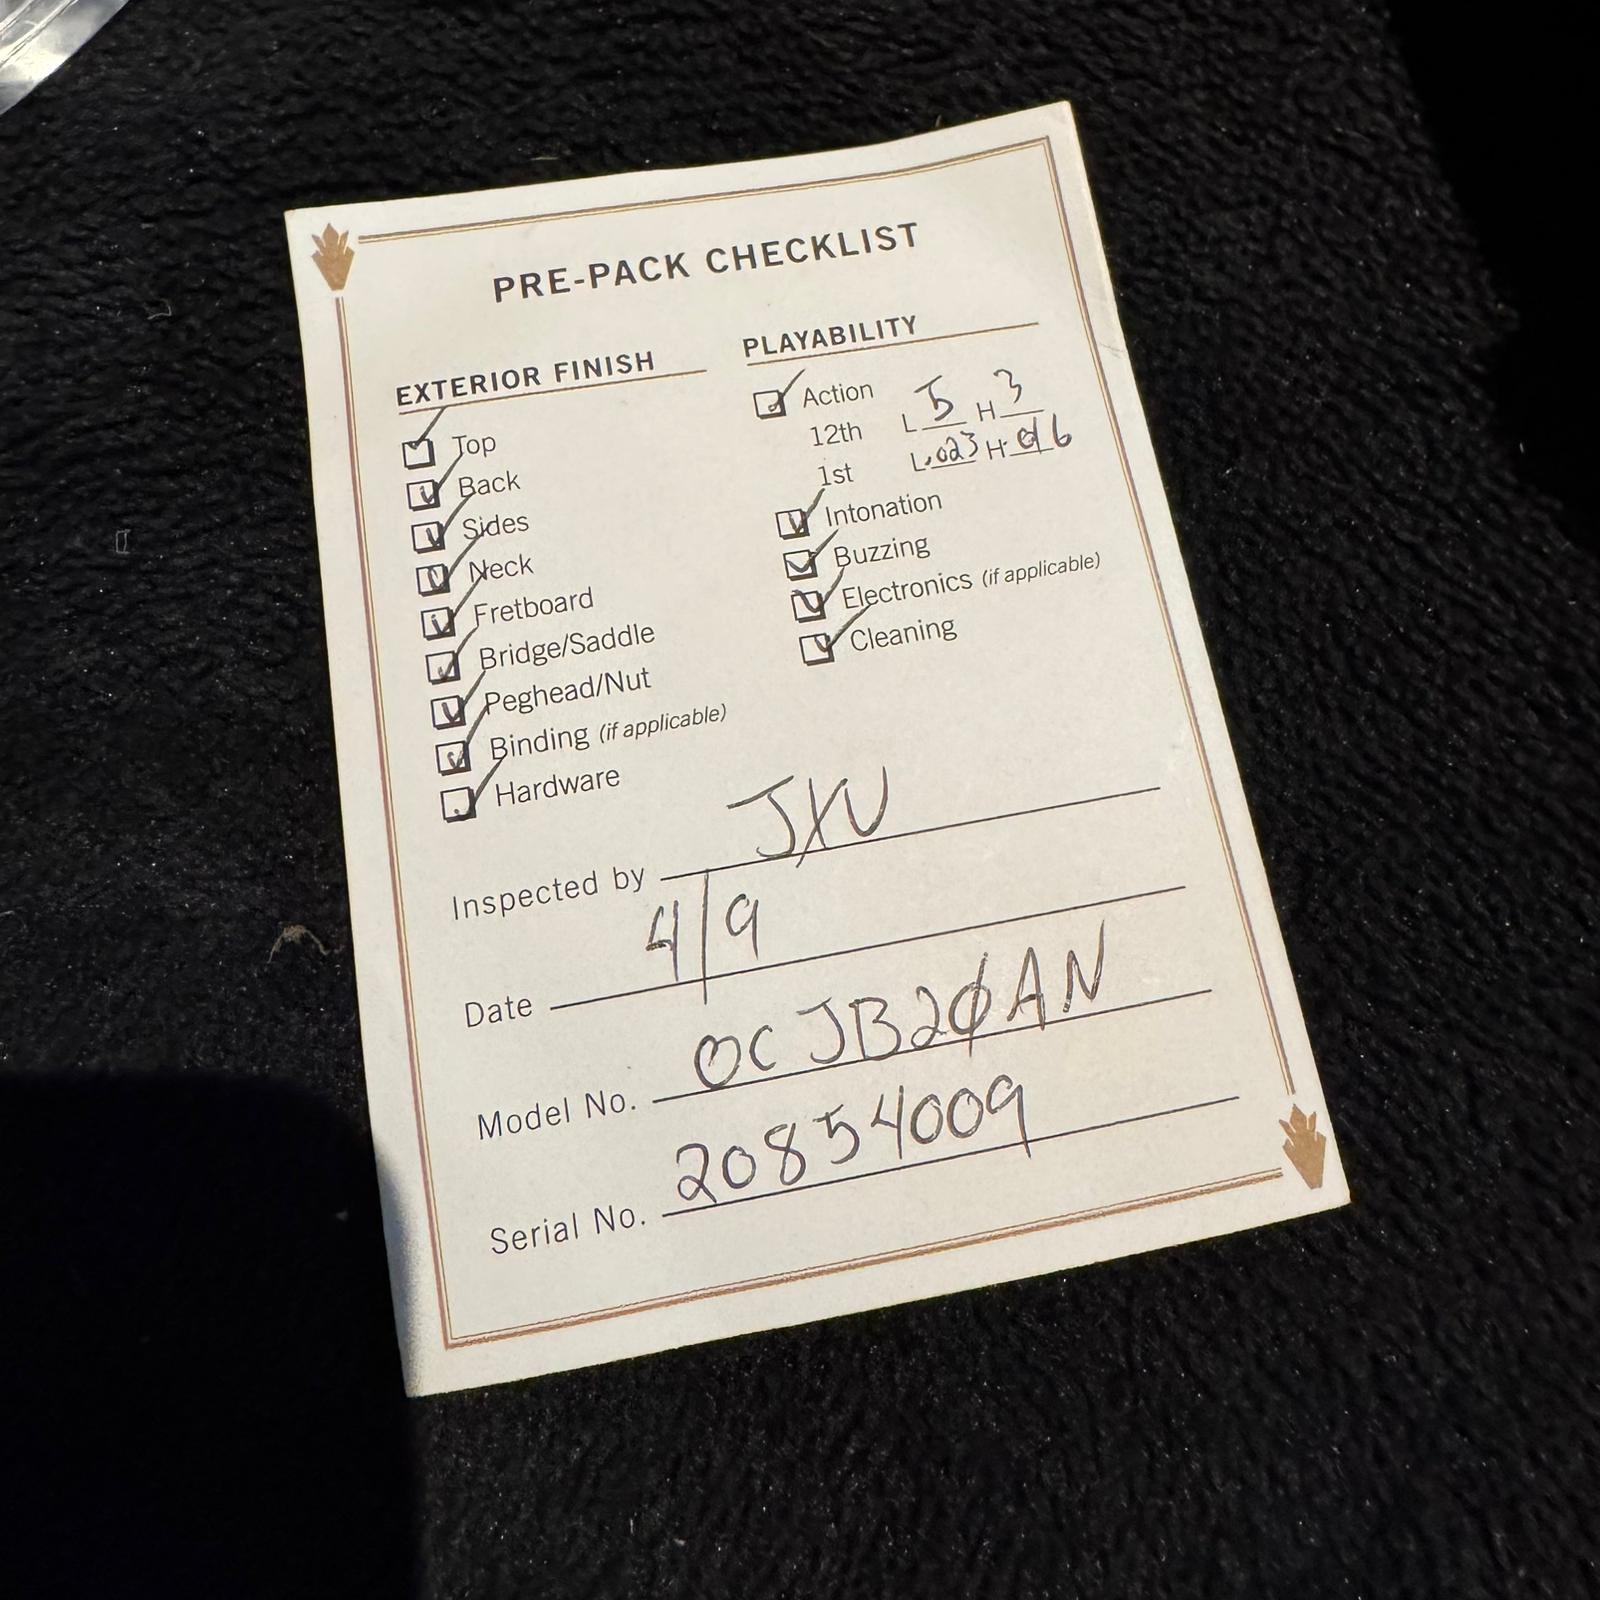 PRE-PACK CHECKLIST
EXTERIOR FINISH
Top
Back
Sides
Neck
Fretboard
Bridge/Saddle
Peghead/Nut
Binding (if applicable)
Hardware
PLAYABILITY
Action
12th L 5 H 3
1st L .023 H .016
Intonation
Buzzing
Electronics (if applicable)
Cleaning
Inspected by JXV
Date 4/9
Model No. OCJB20AN
Serial No. 20854009